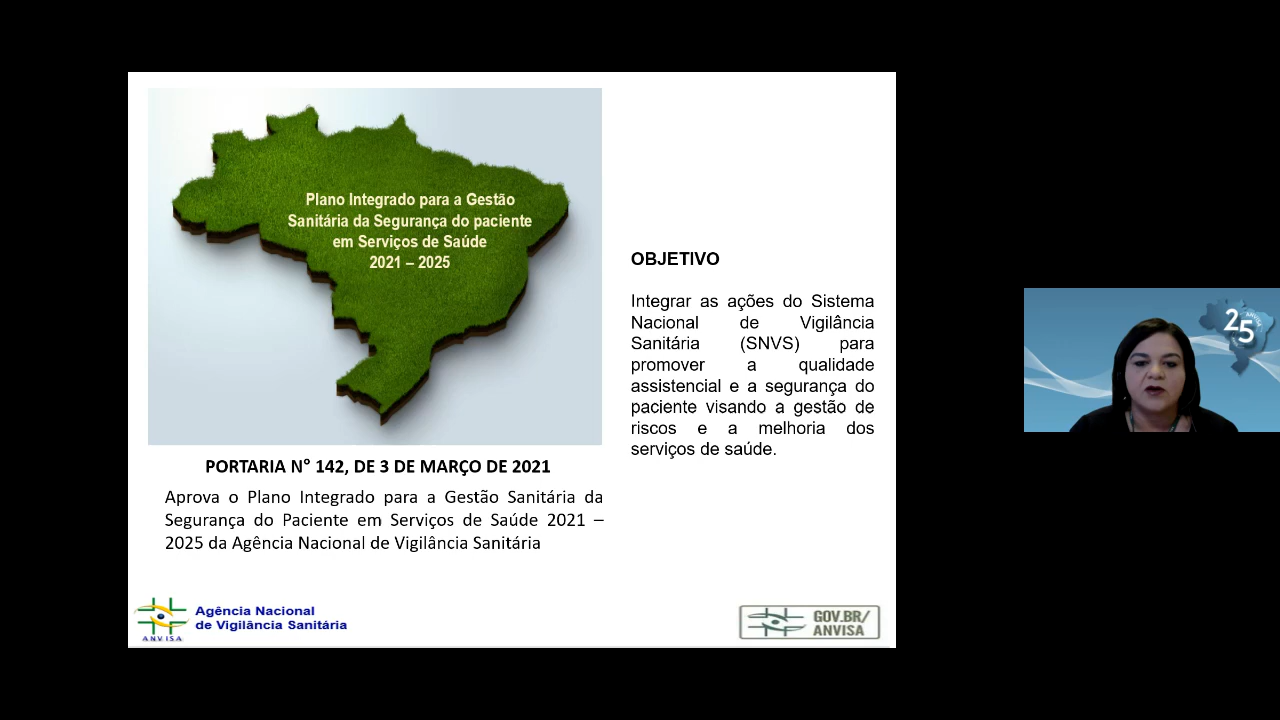 Plano Integrado para a Gestão
Sanitária da Segurança do paciente
em Serviços de Saúde
2021 – 2025
PORTARIA Nº 142, DE 3 DE MARÇO DE 2021
Aprova o Plano Integrado para a Gestão Sanitária da
Segurança do Paciente em Serviços de Saúde 2021 –
2025 da Agência Nacional de Vigilância Sanitária
OBJETIVO
Integrar as ações do Sistema
Nacional de Vigilância
Sanitária (SNVS) para
promover a qualidade
assistencial e a segurança do
paciente visando a gestão de
riscos e a melhoria dos
serviços de saúde.
ANVISA
Agência Nacional
de Vigilância Sanitária
GOV.BR/
ANVISA
25